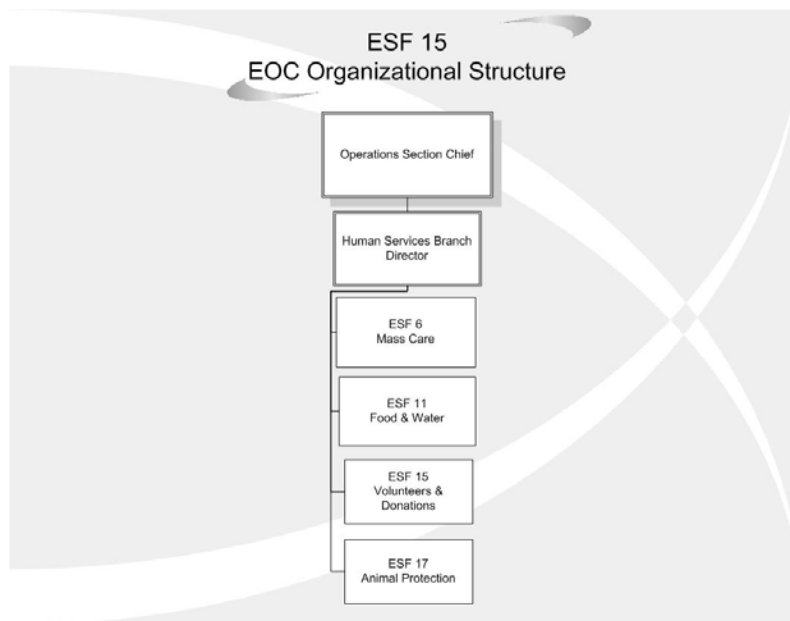 ESF 15
EOC Organizational Structure
Operations Section Chief
Human Services Branch
Director
ESF 6
Mass Care
ESF 11
Food & Water
ESF 15
Volunteers &
Donations
ESF 17
Animal Protection